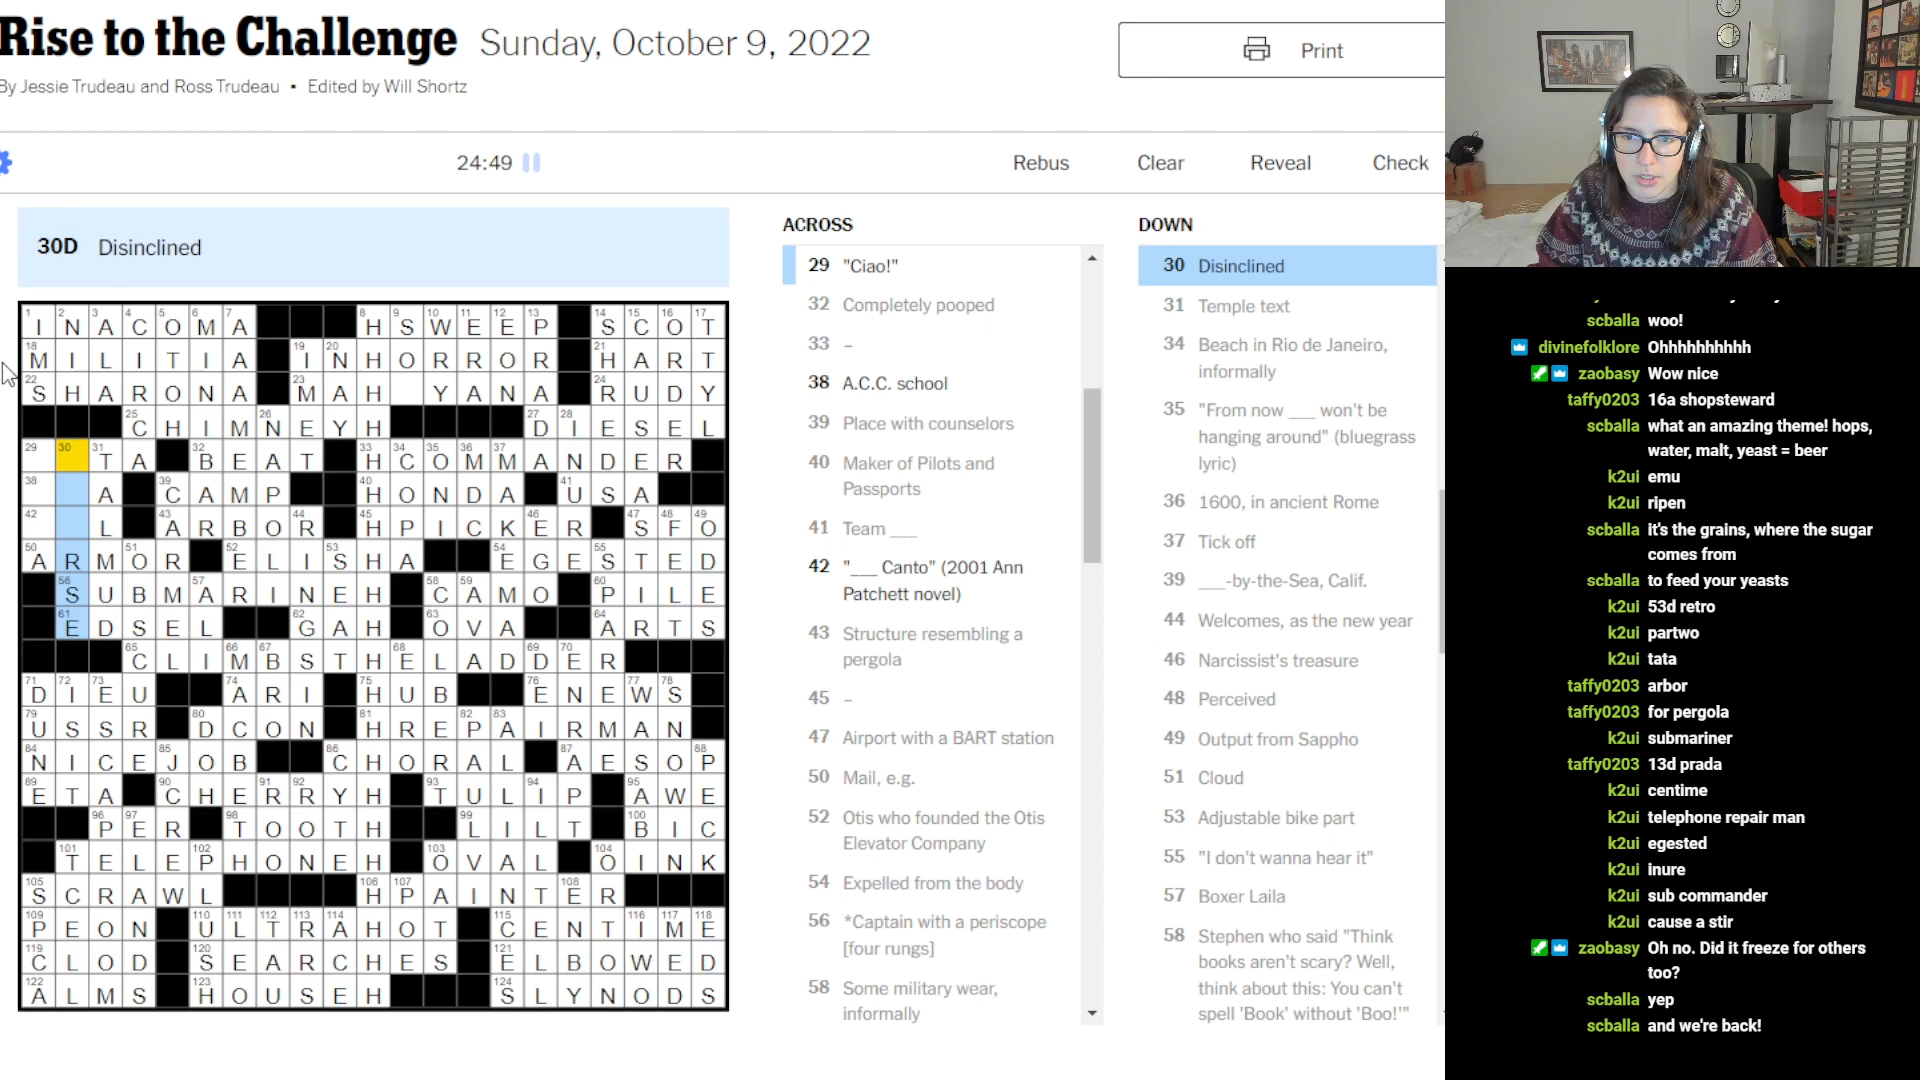 Rise to the Challenge Sunday, October 9, 2022
Print
By Jessie Trudeau and Ross Trudeau • Edited by Will Shortz
24:49
Rebus Clear Reveal Check
30D Disinclined
ACROSS
29 "Ciao!"
32 Completely pooped
33 –
38 A.C.C. school
39 Place with counselors
40 Maker of Pilots and
Passports
41 Team ___
42 "___ Canto" (2001 Ann
Patchett novel)
43 Structure resembling a
pergola
45 –
47 Airport with a BART station
50 Mail, e.g.
52 Otis who founded the Otis
Elevator Company
54 Expelled from the body
56 *Captain with a periscope
[four rungs]
58 Some military wear,
informally
DOWN
30 Disinclined
31 Temple text
34 Beach in Rio de Janeiro,
informally
35 "From now ___ won't be
hanging around" (bluegrass
lyric)
36 1600, in ancient Rome
37 Tick off
39 ___-by-the-Sea, Calif.
44 Welcomes, as the new year
46 Narcissist's treasure
48 Perceived
49 Output from Sappho
51 Cloud
53 Adjustable bike part
55 "I don't wanna hear it"
57 Boxer Laila
58 Stephen who said "Think
books aren't scary? Well,
think about this: You can't
spell 'Book' without 'Boo!'"
I N A C O M A H S W E E P S C O T
M I L I T I A I N H O R R O R H A R T
S H A R O N A M A H Y A N A R U D Y
C H I M N E Y H D I E S E L
T A B E A T H C O M M A N D E R
A C A M P H O N D A U S A
L A R B O R H P I C K E R S F O
A R M O R E L I S H A E G E S T E D
S U B M A R I N E H C A M O P I L E
E D S E L G A H O V A A R T S
C L I M B S T H E L A D D E R
D I E U A R I H U B E N E W S
U S S R D C O N H R E P A I R M A N
N I C E J O B C H O R A L A E S O P
E T A C H E R R Y H T U L I P A W E
P E R T O O T H L I L T B I C
T E L E P H O N E H O V A L O I N K
S C R A W L H P A I N T E R
P E O N U L T R A H O T C E N T I M E
C L O D S E A R C H E S E L B O W E D
A L M S H O U S E H S L Y N O D S
scballa woo!
divinefolklore Ohhhhhhhhhh
zaobasy Wow nice
taffy0203 16a shopsteward
scballa what an amazing theme! hops,
water, malt, yeast = beer
k2ui emu
k2ui ripen
scballa it's the grains, where the sugar
comes from
scballa to feed your yeasts
k2ui 53d retro
k2ui partwo
k2ui tata
taffy0203 arbor
taffy0203 for pergola
k2ui submariner
taffy0203 13d prada
k2ui centime
k2ui telephone repair man
k2ui egested
k2ui inure
k2ui sub commander
k2ui cause a stir
zaobasy Oh no. Did it freeze for others
too?
scballa yep
scballa and we're back!